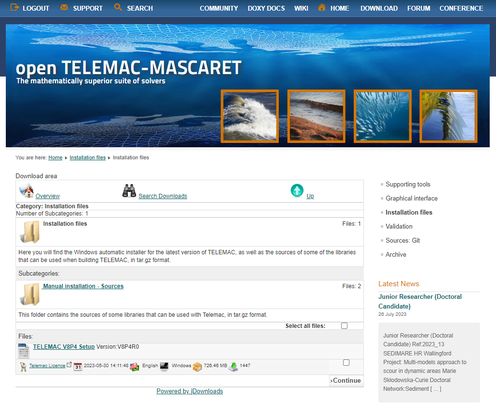 LOGOUT SUPPORT SEARCH COMMUNITY DOXY DOCS WIKI HOME DOWNLOAD FORUM CONFERENCE
open TELEMAC-MASCARET
The mathematically superior suite of solvers
You are here: Home Installation files Installation files
Download area
Overview Search Downloads Up
Category: Installation files
Number of Subcategories: 1
Installation files Files: 1
Here you will find the Windows automatic installer for the latest version of TELEMAC, as well as the sources of some of the libraries
that can be used when building TELEMAC, in tar.gz format.
Subcategories:
Manual installation - Sources Files: 2
This folder contains the sources of some libraries that can be used with Telemac, in tar.gz format.
Select all files:
Files:
TELEMAC V8P4 Setup Version:V8P4R0
Telemac Licence 31 2023-05-30 14:11:48 English Windows 726.46 MB 1447
›Continue
Powered by jDownloads
Supporting tools
Graphical interface
Installation files
Validation
Sources: Git
Archive
Latest News
Junior Researcher (Doctoral
Candidate)
26 July 2023
Junior Researcher (Doctoral
Candidate) Ref:2023_13
SEDIMARE HR Wallingford
Project: Multi-models approach to
scour in dynamic areas Marie
Skłodowska-Curie Doctoral
Network:Sediment [ ... ]